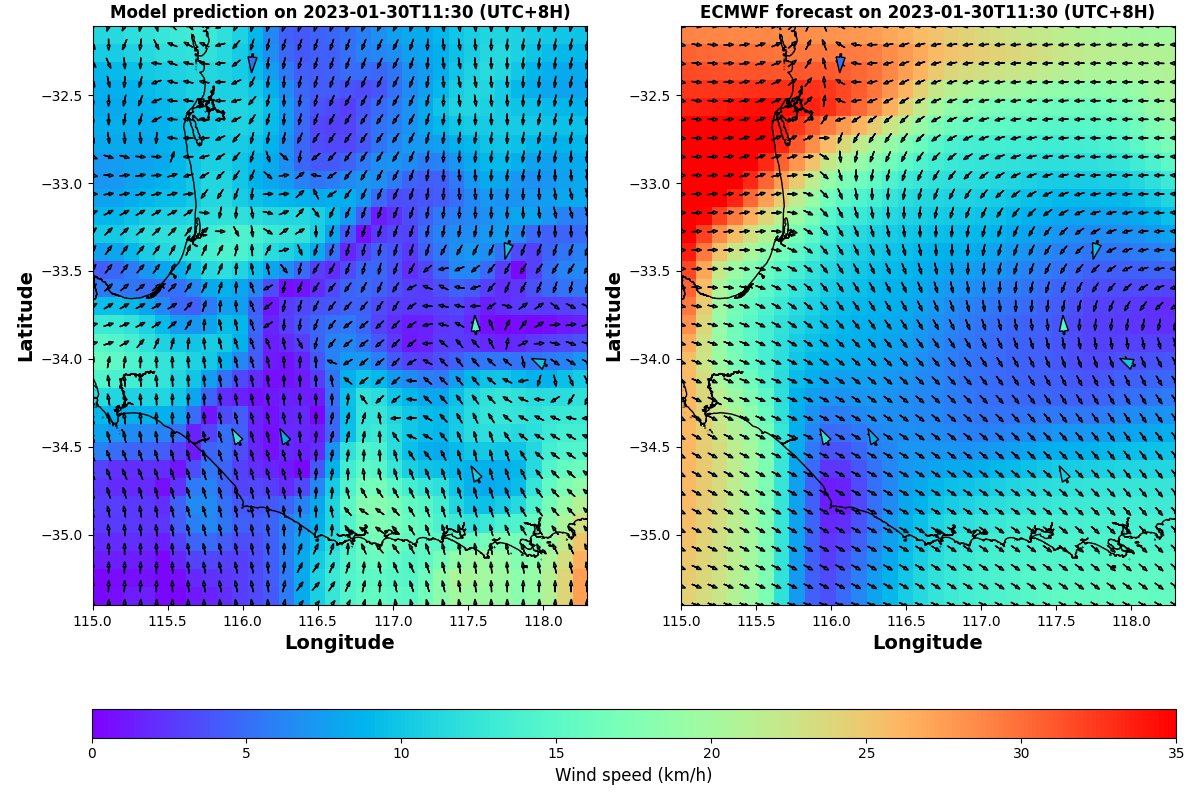 Model prediction on 2023-01-30T11:30 (UTC+8H)
ECMWF forecast on 2023-01-30T11:30 (UTC+8H)
−32.5
−33.0
−33.5
−34.0
−34.5
−35.0
Latitude
115.0 115.5 116.0 116.5 117.0 117.5 118.0
Longitude
−32.5
−33.0
−33.5
−34.0
−34.5
−35.0
Latitude
115.0 115.5 116.0 116.5 117.0 117.5 118.0
Longitude
0 5 10 15 20 25 30 35
Wind speed (km/h)